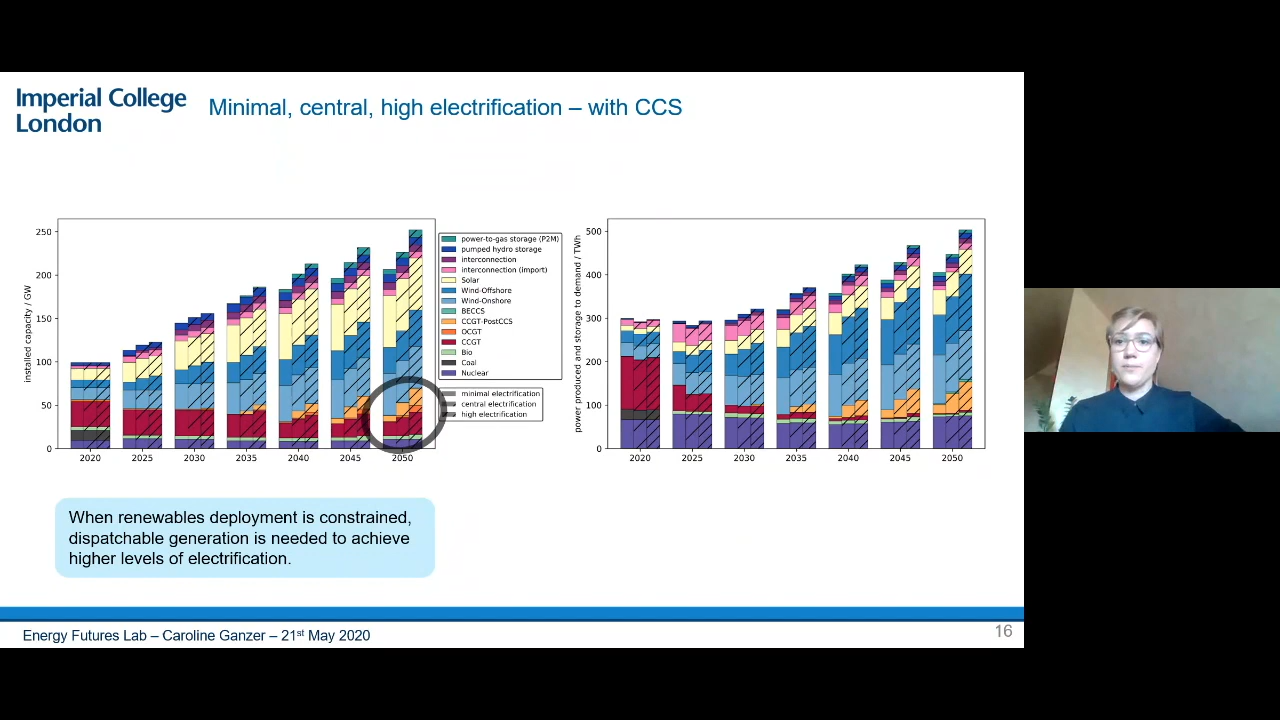 Imperial College
London
Minimal, central, high electrification – with CCS
installed capacity / GW
250
200
150
100
50
0
2020
2025
2030
2035
2040
2045
2050
power-to-gas storage (P2M)
pumped hydro storage
interconnection
interconnection (import)
Solar
Wind-Offshore
Wind-Onshore
BECCS
CCGT-PostCCS
OCGT
CCGT
Bio
Coal
Nuclear
minimal electrification
central electrification
high electrification
power produced and storage to demand / TWh
500
400
300
200
100
0
2020
2025
2030
2035
2040
2045
2050
When renewables deployment is constrained,
dispatchable generation is needed to achieve
higher levels of electrification.
Energy Futures Lab – Caroline Ganzer – 21st May 2020
16